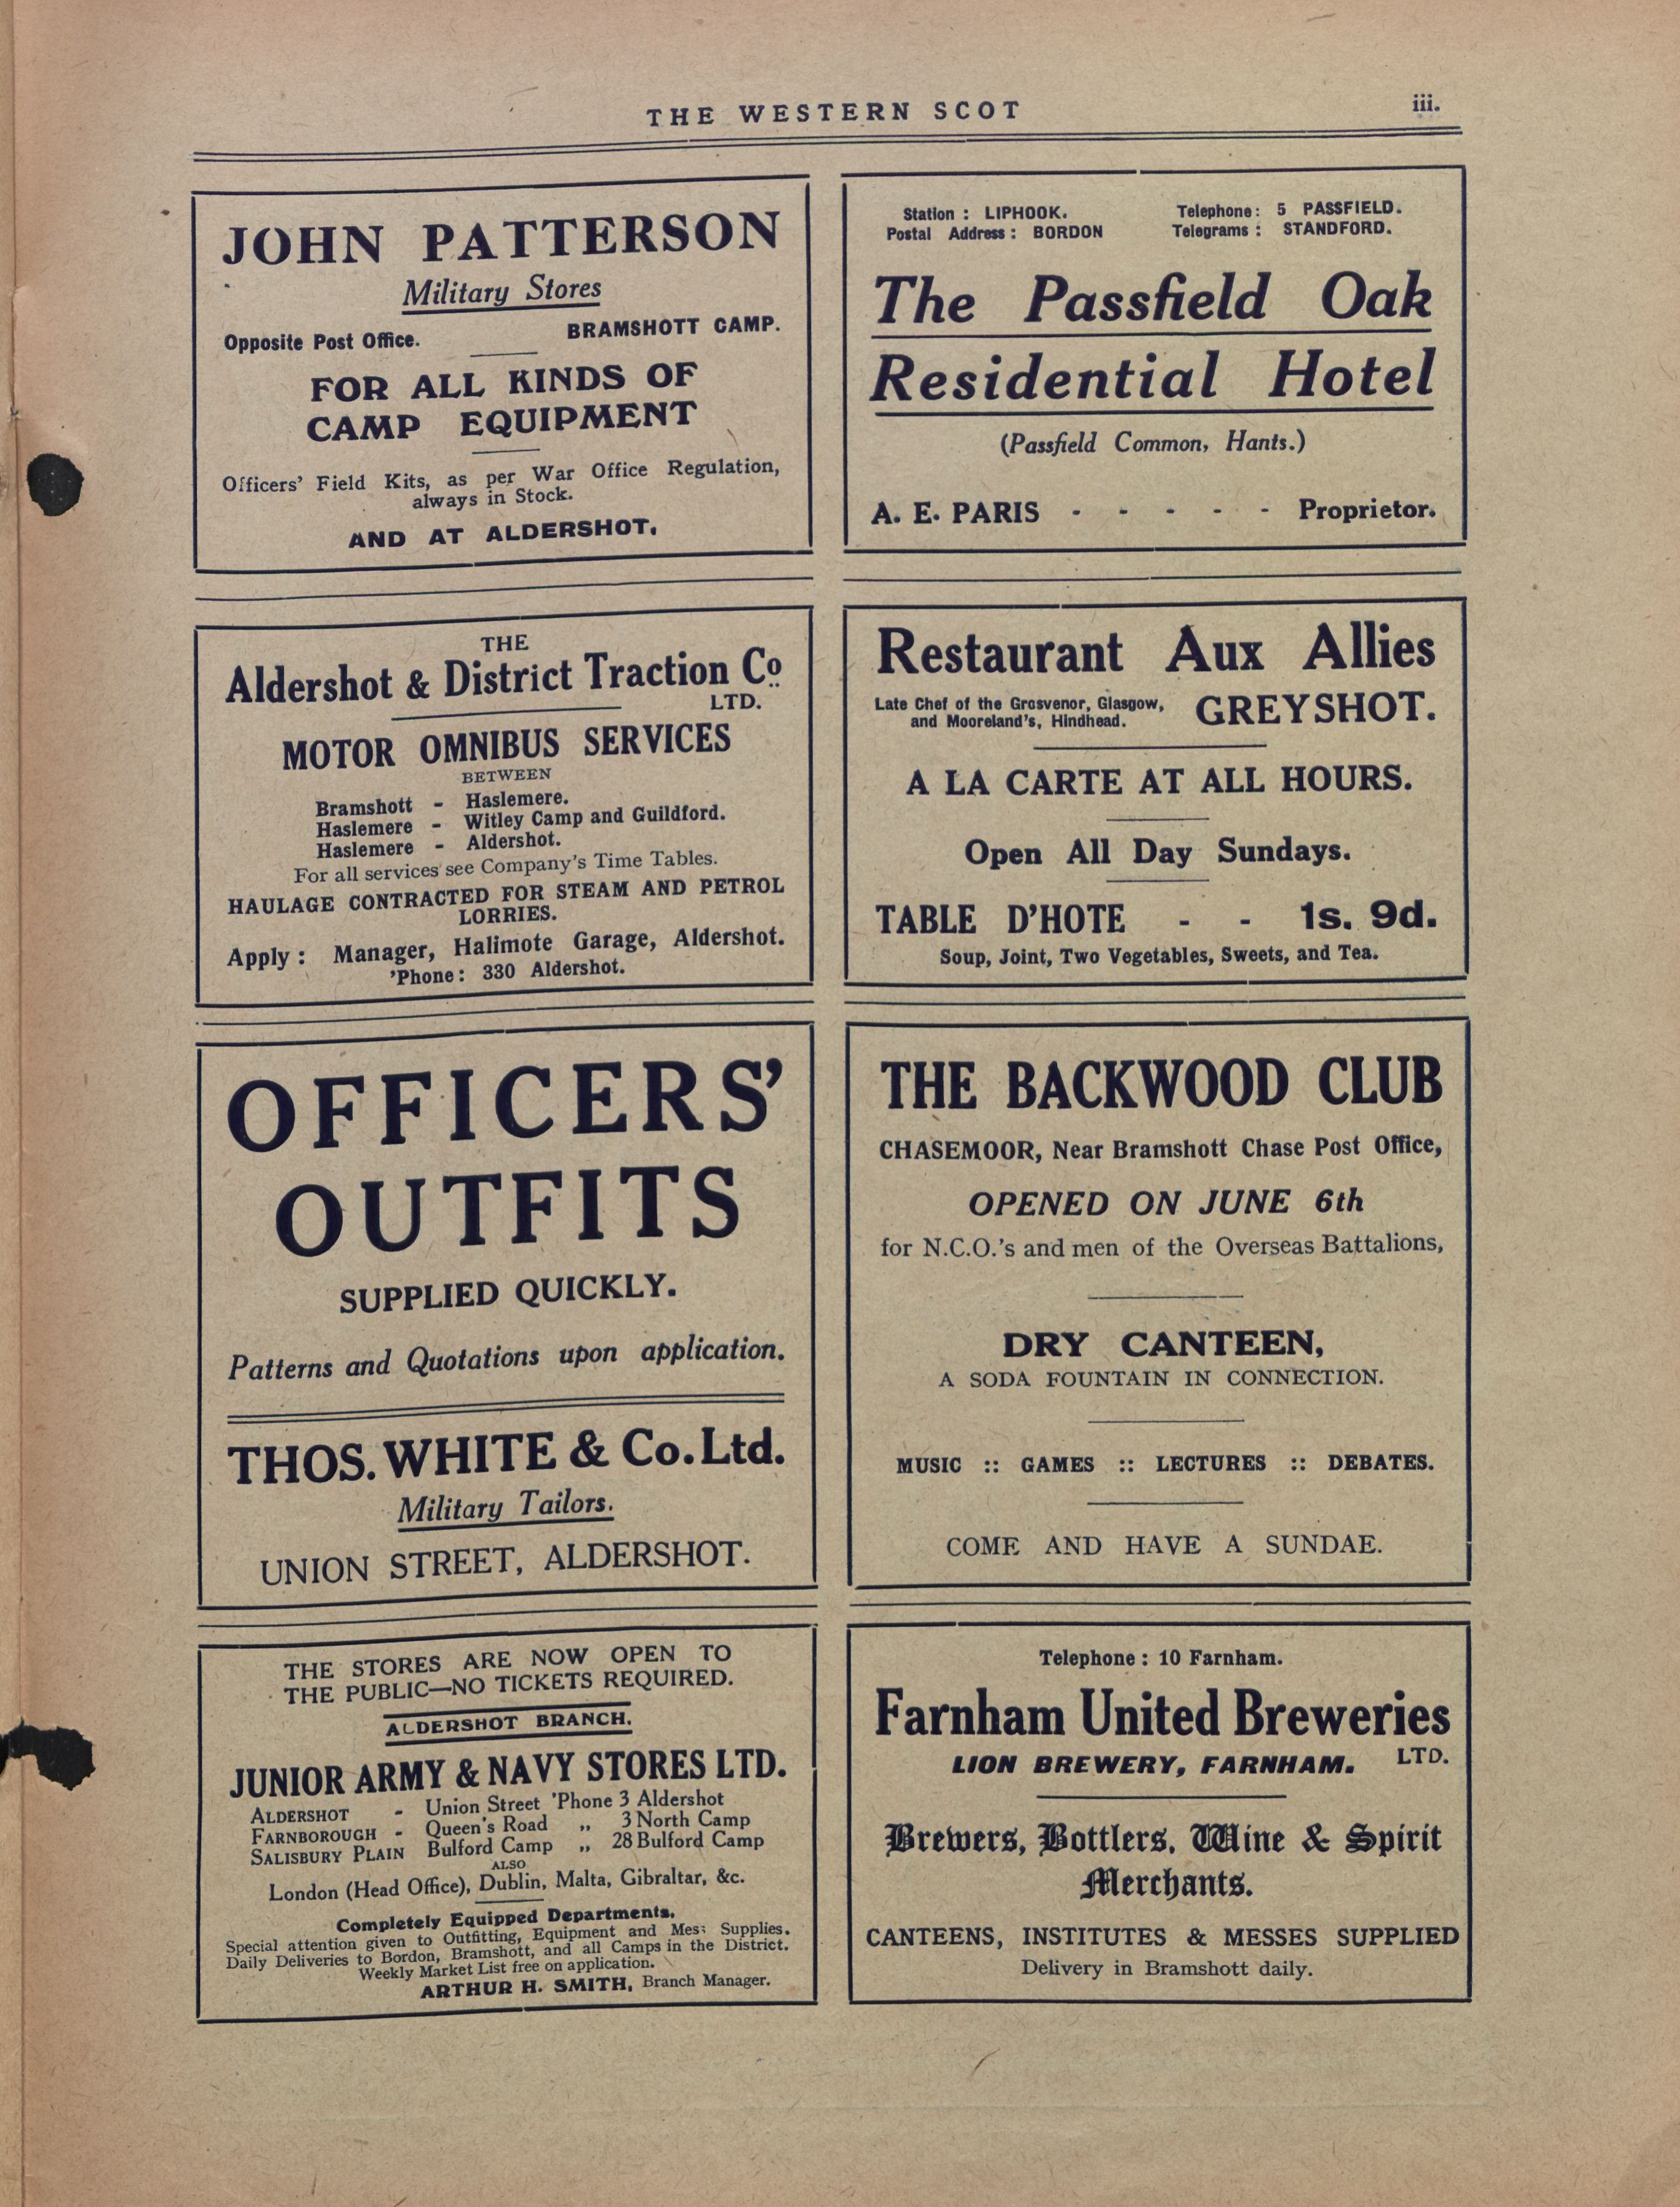 THE WESTERN SCOT
iii.
JOHN PATTERSON
Military Stores
Opposite Post Office. BRAMSHOTT CAMP.
FOR ALL KINDS OF
CAMP EQUIPMENT
Officers' Field Kits, as per War Office Regulation,
always in Stock.
AND AT ALDERSHOT.
THE
Aldershot & District Traction Co.
LTD.
MOTOR OMNIBUS SERVICES
BETWEEN
Bramshott - Haslemere.
Haslemere - Witley Camp and Guildford.
Haslemere - Aldershot.
For all services see Company's Time Tables.
HAULAGE CONTRACTED FOR STEAM AND PETROL
LORRIES.
Apply : Manager, Halimote Garage, Aldershot.
'Phone : 330 Aldershot.
OFFICERS'
OUTFITS
SUPPLIED QUICKLY.
Patterns and Quotations upon application.
THOS. WHITE & Co. Ltd.
Military Tailors.
UNION STREET, ALDERSHOT.
THE STORES ARE NOW OPEN TO
THE PUBLIC—NO TICKETS REQUIRED.
ALDERSHOT BRANCH.
JUNIOR ARMY & NAVY STORES LTD.
ALDERSHOT - Union Street 'Phone 3 Aldershot
FARNBOROUGH - Queen's Road ,, 3 North Camp
SALISBURY PLAIN Bulford Camp ,, 28 Bulford Camp
ALSO
London (Head Office), Dublin, Malta, Gibraltar, &c.
Completely Equipped Departments.
Special attention given to Outfitting, Equipment and Mess Supplies.
Daily Deliveries to Bordon, Bramshott, and all Camps in the District.
Weekly Market List free on application.
ARTHUR H. SMITH, Branch Manager.
Station : LIPHOOK. Telephone : 5 PASSFIELD.
Postal Address : BORDON Telegrams : STANDFORD.
The Passfield Oak
Residential Hotel
(Passfield Common, Hants.)
A. E. PARIS - - - - - Proprietor.
Restaurant Aux Allies
Late Chef of the Grosvenor, Glasgow,
and Mooreland's, Hindhead.
GREYSHOT.
A LA CARTE AT ALL HOURS.
Open All Day Sundays.
TABLE D'HOTE - - 1s. 9d.
Soup, Joint, Two Vegetables, Sweets, and Tea.
THE BACKWOOD CLUB
CHASEMOOR, Near Bramshott Chase Post Office,
OPENED ON JUNE 6th
for N.C.O.'s and men of the Overseas Battalions,
DRY CANTEEN,
A SODA FOUNTAIN IN CONNECTION.
MUSIC :: GAMES :: LECTURES :: DEBATES.
COME AND HAVE A SUNDAE.
Telephone : 10 Farnham.
Farnham United Breweries
LION BREWERY, FARNHAM. LTD.
Brewers, Bottlers, Wine & Spirit
Merchants.
CANTEENS, INSTITUTES & MESSES SUPPLIED
Delivery in Bramshott daily.